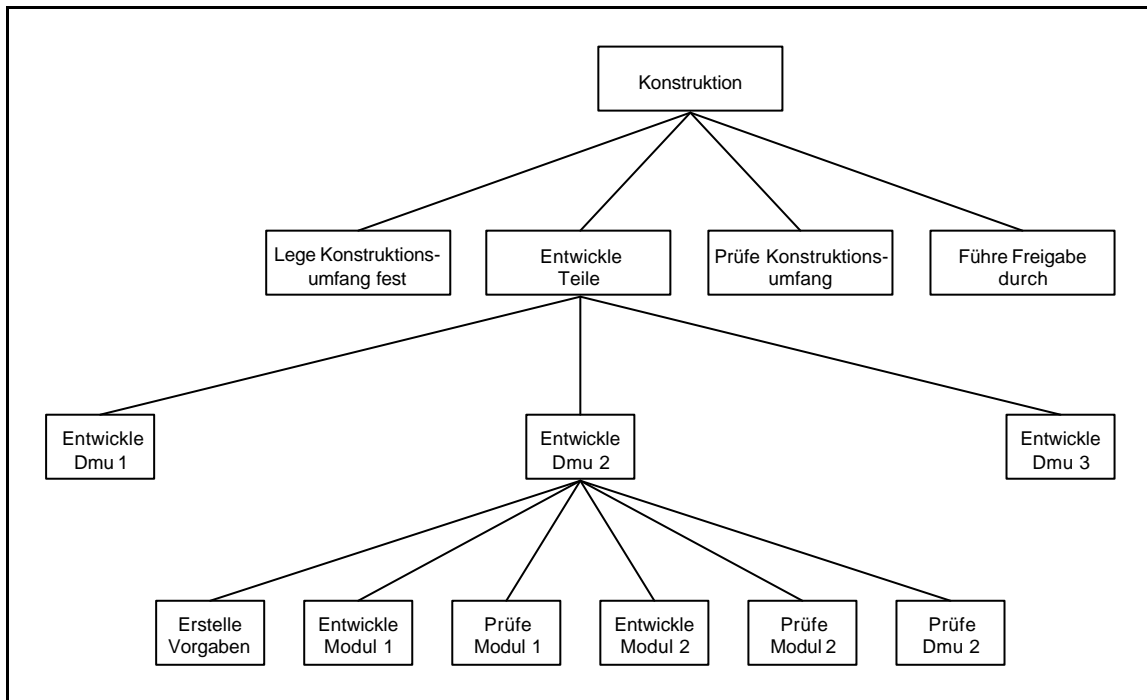 Konstruktion
Lege Konstruktions-
umfang fest
Entwickle
Teile
Prüfe Konstruktions-
umfang
Führe Freigabe
durch
Entwickle
Dmu 1
Entwickle
Dmu 2
Entwickle
Dmu 3
Erstelle
Vorgaben
Entwickle
Modul 1
Prüfe
Modul 1
Entwickle
Modul 2
Prüfe
Modul 2
Prüfe
Dmu 2